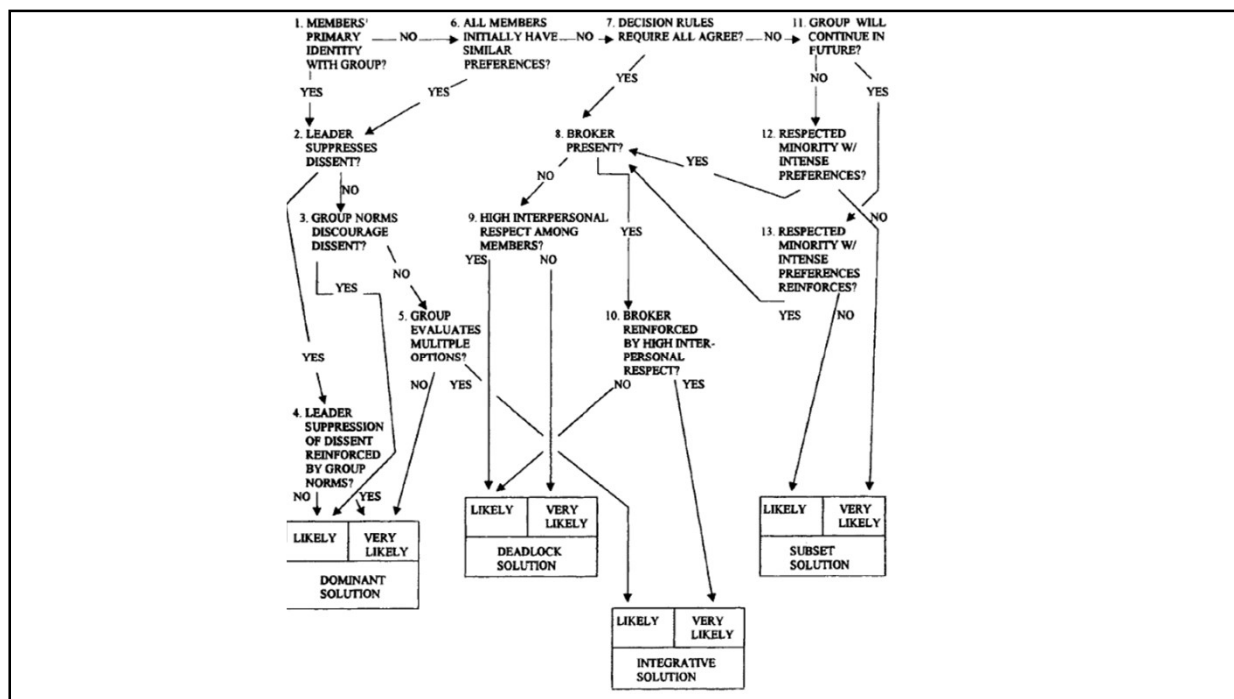 1. MEMBERS'
PRIMARY
IDENTITY
WITH GROUP?
NO
6. ALL MEMBERS
INITIALLY HAVE
SIMILAR
PREFERENCES?
NO
7. DECISION RULES
REQUIRE ALL AGREE?
NO
11. GROUP WILL
CONTINUE IN
FUTURE?
YES
YES
YES
NO
YES
2. LEADER
SUPPRESSES
DISSENT?
8. BROKER
PRESENT?
12. RESPECTED
MINORITY W/
INTENSE
PREFERENCES?
YES
NO
NO
3. GROUP NORMS
DISCOURAGE
DISSENT?
9. HIGH INTERPERSONAL
RESPECT AMONG
MEMBERS?
YES
NO
YES
NO
13. RESPECTED
MINORITY W/
INTENSE
PREFERENCES
REINFORCES?
NO
YES
5. GROUP
EVALUATES
MULITPLE
OPTIONS?
10. BROKER
REINFORCED
BY HIGH INTER-
PERSONAL
RESPECT?
YES
NO
YES
NO
YES
NO
YES
4. LEADER
SUPPRESSION
OF DISSENT
REINFORCED
BY GROUP
NORMS?
NO
YES
LIKELY
VERY
LIKELY
DOMINANT
SOLUTION
LIKELY
VERY
LIKELY
DEADLOCK
SOLUTION
LIKELY
VERY
LIKELY
SUBSET
SOLUTION
LIKELY
VERY
LIKELY
INTEGRATIVE
SOLUTION